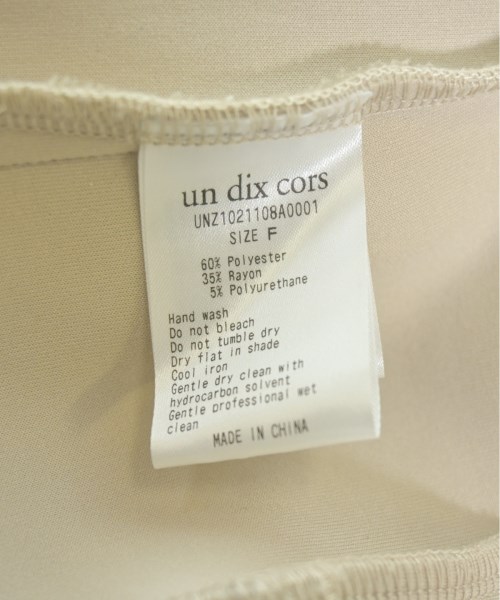 un dix cors
UNZ1021108A0001
SIZE F
60% Polyester
35% Rayon
5% Polyurethane
Hand wash
Do not bleach
Do not tumble dry
Dry flat in shade
Cool iron
Gentle dry clean with
hydrocarbon solvent
Gentle professional wet
clean
MADE IN CHINA